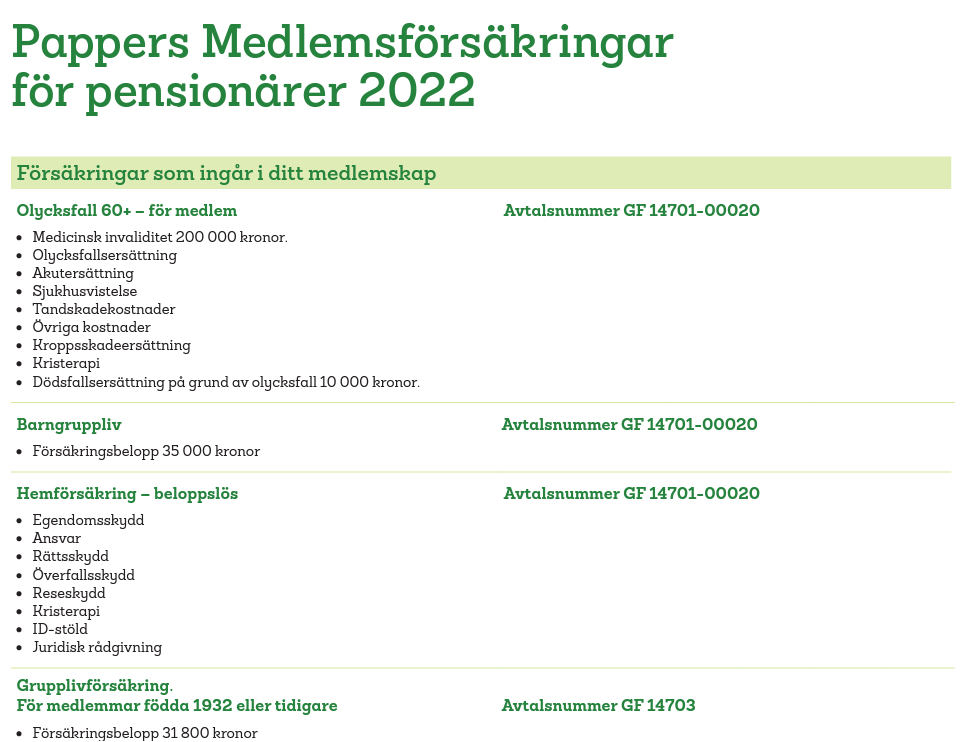 Pappers Medlemsförsäkringar
för pensionärer 2022
Försäkringar som ingår i ditt medlemskap
Olycksfall 60+ – för medlem Avtalsnummer GF 14701-00020
• Medicinsk invaliditet 200 000 kronor.
• Olycksfallsersättning
• Akutersättning
• Sjukhusvistelse
• Tandskadekostnader
• Övriga kostnader
• Kroppsskadeersättning
• Kristerapi
• Dödsfallsersättning på grund av olycksfall 10 000 kronor.
Barngruppliv Avtalsnummer GF 14701-00020
• Försäkringsbelopp 35 000 kronor
Hemförsäkring – beloppslös Avtalsnummer GF 14701-00020
• Egendomsskydd
• Ansvar
• Rättsskydd
• Överfallsskydd
• Reseskydd
• Kristerapi
• ID-stöld
• Juridisk rådgivning
Grupplivförsäkring.
För medlemmar födda 1932 eller tidigare Avtalsnummer GF 14703
• Försäkringsbelopp 31 800 kronor